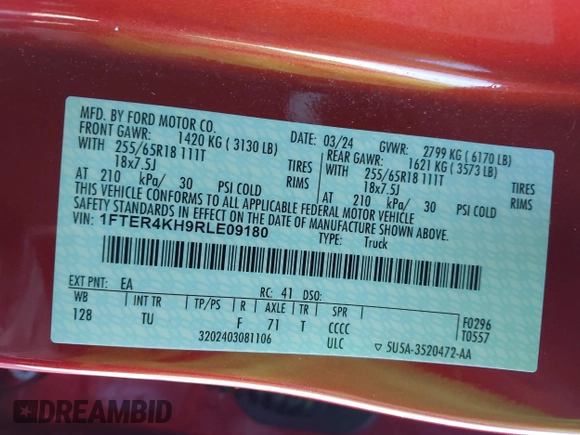 MFD. BY FORD MOTOR CO.
DATE: 03/24 GVWR: 2799 KG ( 6170 LB)
FRONT GAWR: 1420 KG ( 3130 LB) REAR GAWR: 1621 KG ( 3573 LB)
WITH 255/65R18 111T TIRES WITH 255/65R18 111T TIRES
18x7.5J RIMS 18x7.5J RIMS
AT 210 kPa/ 30 PSI COLD AT 210 kPa/ 30 PSI COLD
THIS VEHICLE CONFORMS TO ALL APPLICABLE FEDERAL MOTOR VEHICLE
SAFETY STANDARDS IN EFFECT ON THE DATE OF MANUFACTURE SHOWN ABOVE.
VIN: 1FTER4KH9RLE09180
TYPE: Truck
EXT PNT: EA RC: 41 DSO:
WB INT TR TP/PS R AXLE TR SPR F0296
128 TU F 71 T CCCC T0557
3202403081106 ULC ▽ 5U5A-3520472-AA
DREAMBID